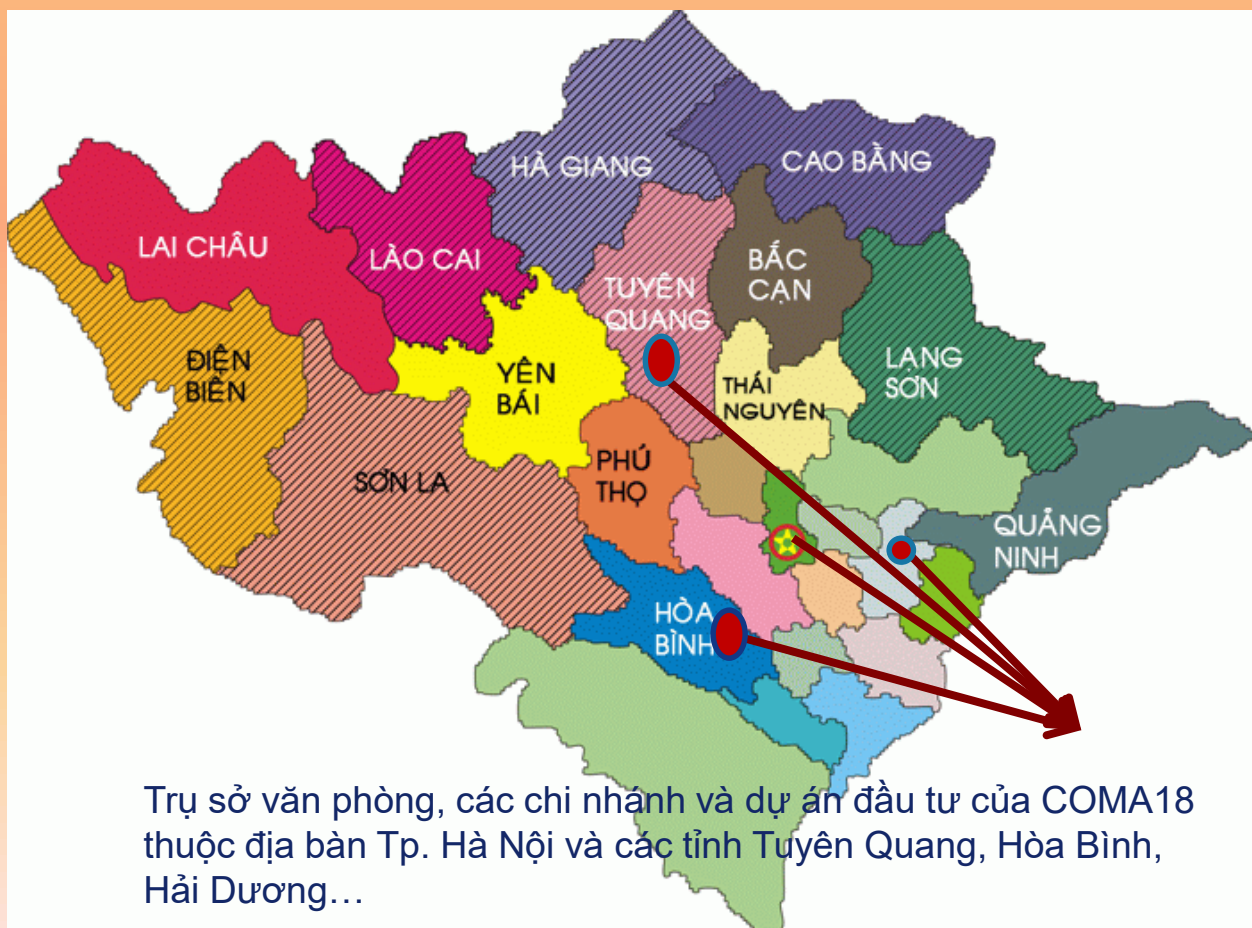 HÀ GIANG
CAO BẰNG
LAI CHÂU
LÀO CAI
BẮC
CẠN
TUYÊN
QUANG
ĐIỆN
BIÊN
YÊN
BÁI
THÁI
NGUYÊN
LẠNG
SƠN
SƠN LA
PHÚ
THỌ
QUẢNG
NINH
HÒA
BÌNH
Trụ sở văn phòng, các chi nhánh và dự án đầu tư của COMA18
thuộc địa bàn Tp. Hà Nội và các tỉnh Tuyên Quang, Hòa Bình,
Hải Dương…